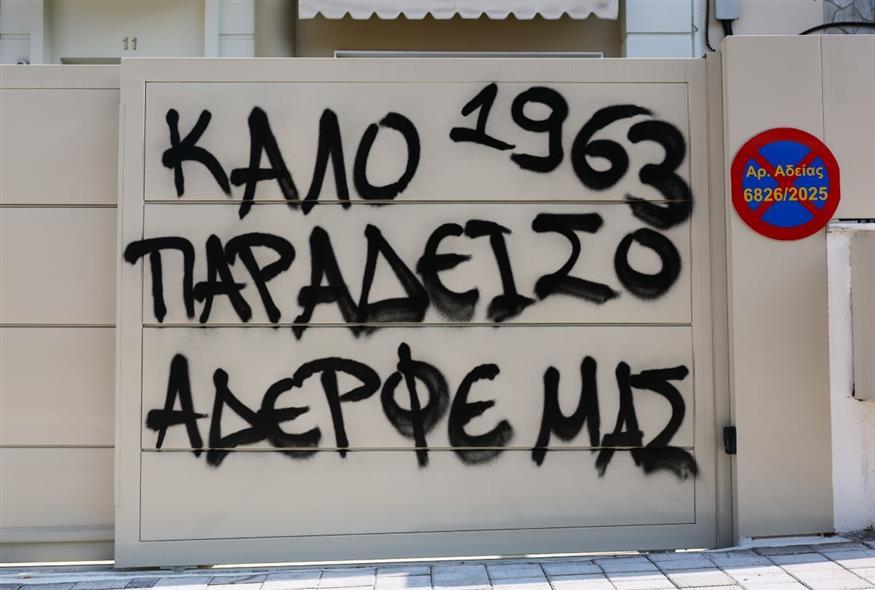 11
ΚΑΛΟ 1963
ΠΑΡΑΔΕΙΣΟ
ΑΔΕΡΦΕ ΜΑΣ
Αρ. Αδείας
6826/2025